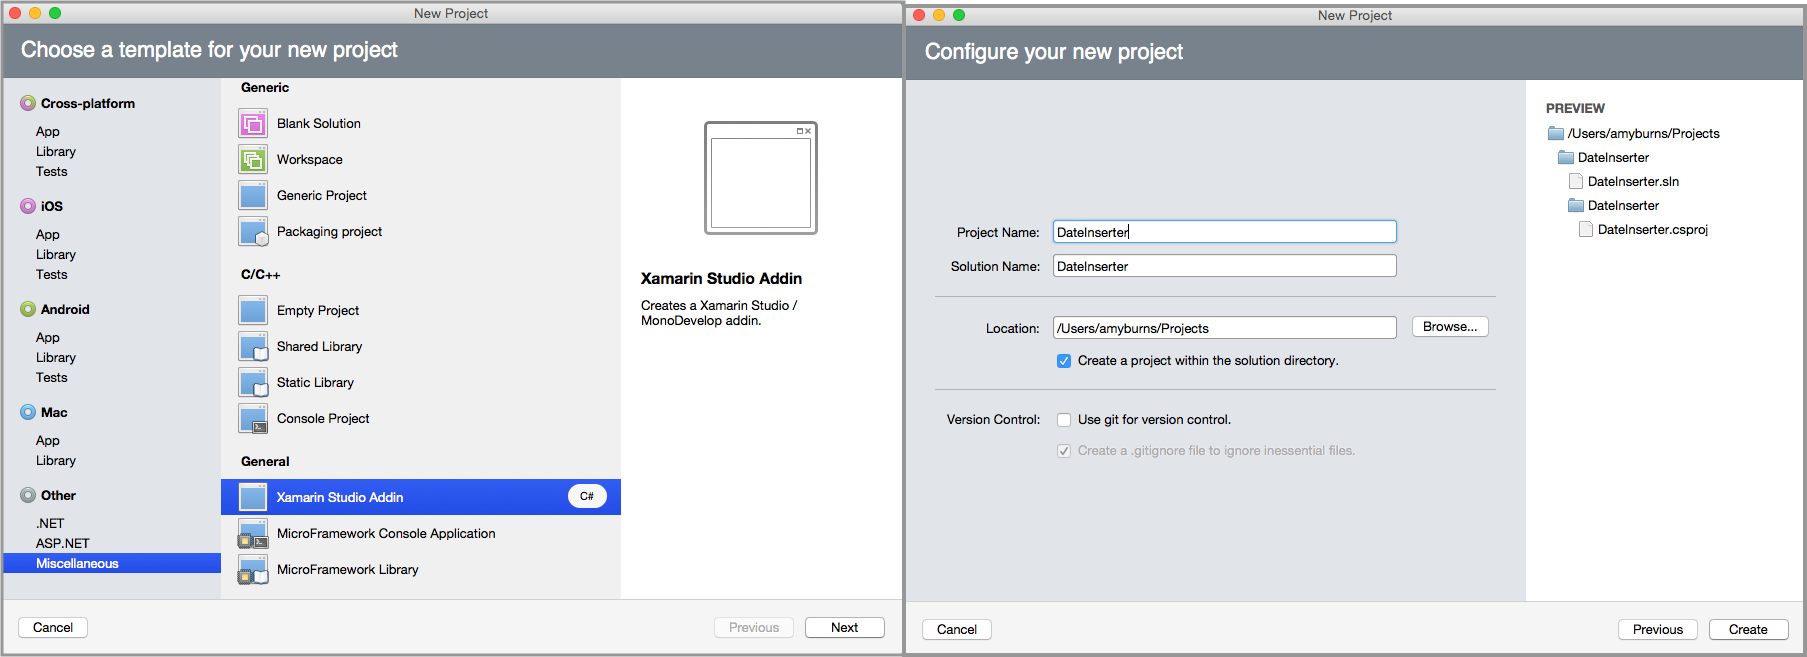 New Project
Choose a template for your new project
Cross-platform
App
Library
Tests
iOS
App
Library
Tests
Android
App
Library
Tests
Mac
App
Library
Other
.NET
ASP.NET
Miscellaneous
Generic
Blank Solution
Workspace
Generic Project
Packaging project
C/C++
Empty Project
Shared Library
Static Library
Console Project
General
Xamarin Studio Addin C#
MicroFramework Console Application
MicroFramework Library
Xamarin Studio Addin
Creates a Xamarin Studio /
MonoDevelop addin.
Cancel
Previous
Next
New Project
Configure your new project
Project Name: DateInserter
Solution Name: DateInserter
Location: /Users/amyburns/Projects Browse...
Create a project within the solution directory.
Version Control: Use git for version control.
Create a .gitignore file to ignore inessential files.
PREVIEW
/Users/amyburns/Projects
DateInserter
DateInserter.sln
DateInserter
DateInserter.csproj
Cancel
Previous
Create